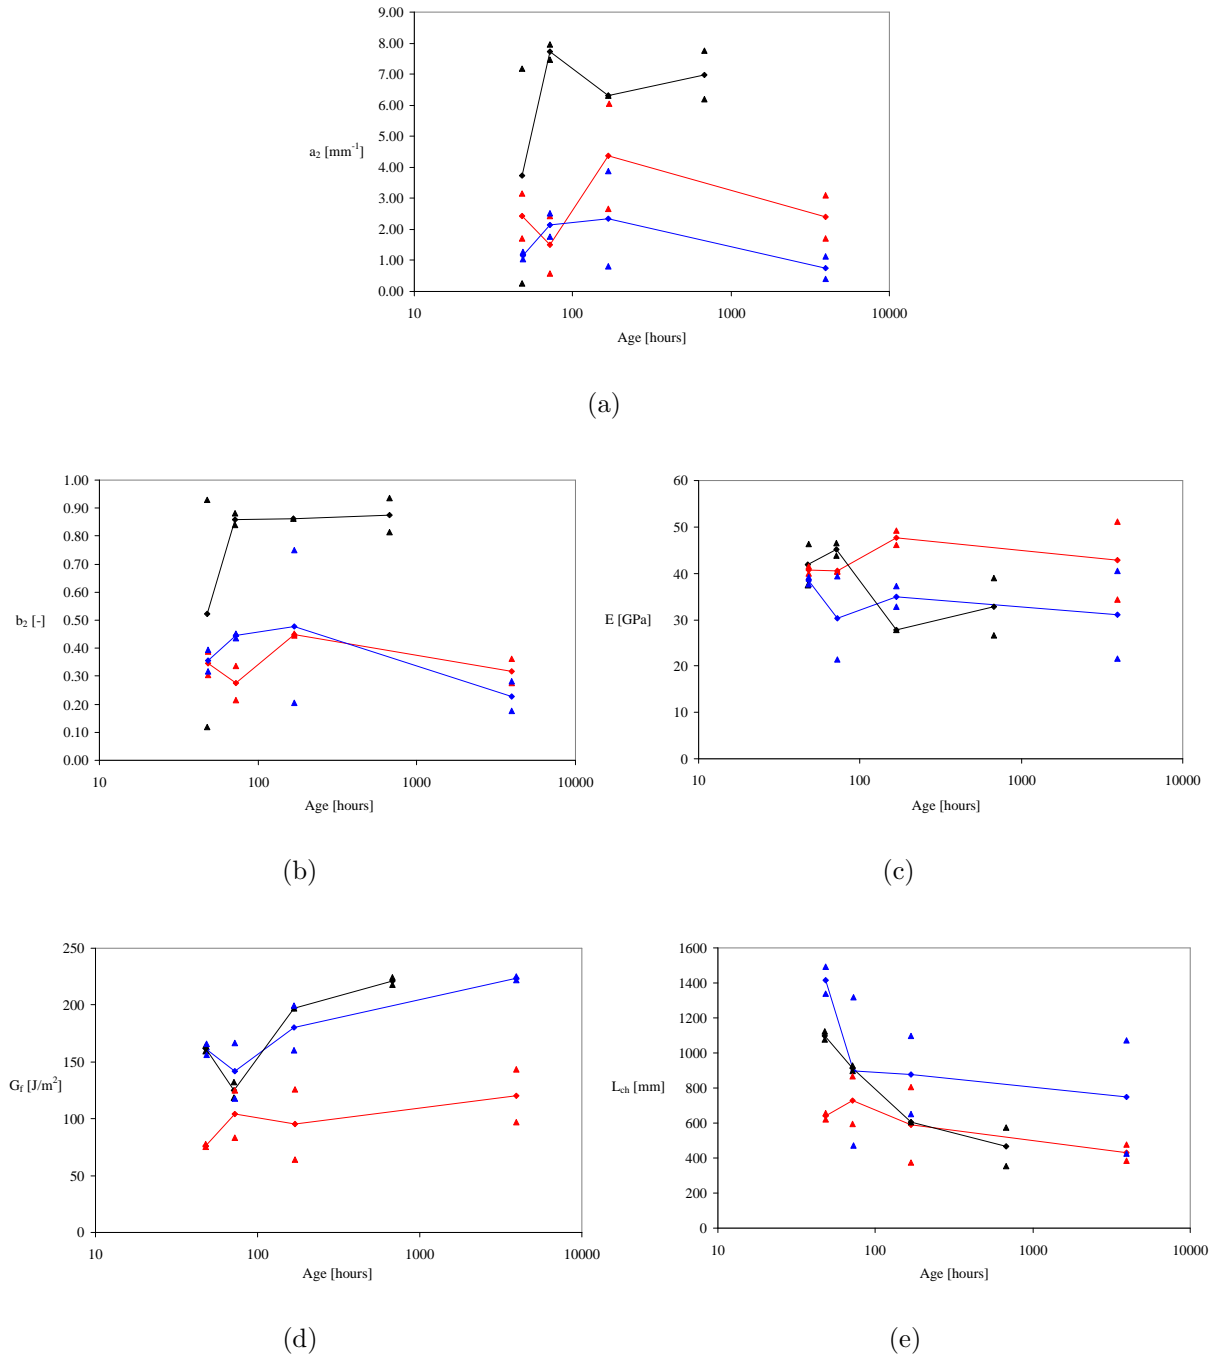 9.00
8.00
7.00
6.00
5.00
4.00
3.00
2.00
1.00
0.00
a₂ [mm⁻¹]
10 100 1000 10000
Age [hours]
(a)
1.00
0.90
0.80
0.70
0.60
0.50
0.40
0.30
0.20
0.10
0.00
b₂ [-]
10 100 1000 10000
Age [hours]
(b)
60
50
40
30
20
10
0
E [GPa]
10 100 1000 10000
Age [hours]
(c)
250
200
150
100
50
0
G_f [J/m²]
10 100 1000 10000
Age [hours]
(d)
1600
1400
1200
1000
800
600
400
200
0
L_ch [mm]
10 100 1000 10000
Age [hours]
(e)